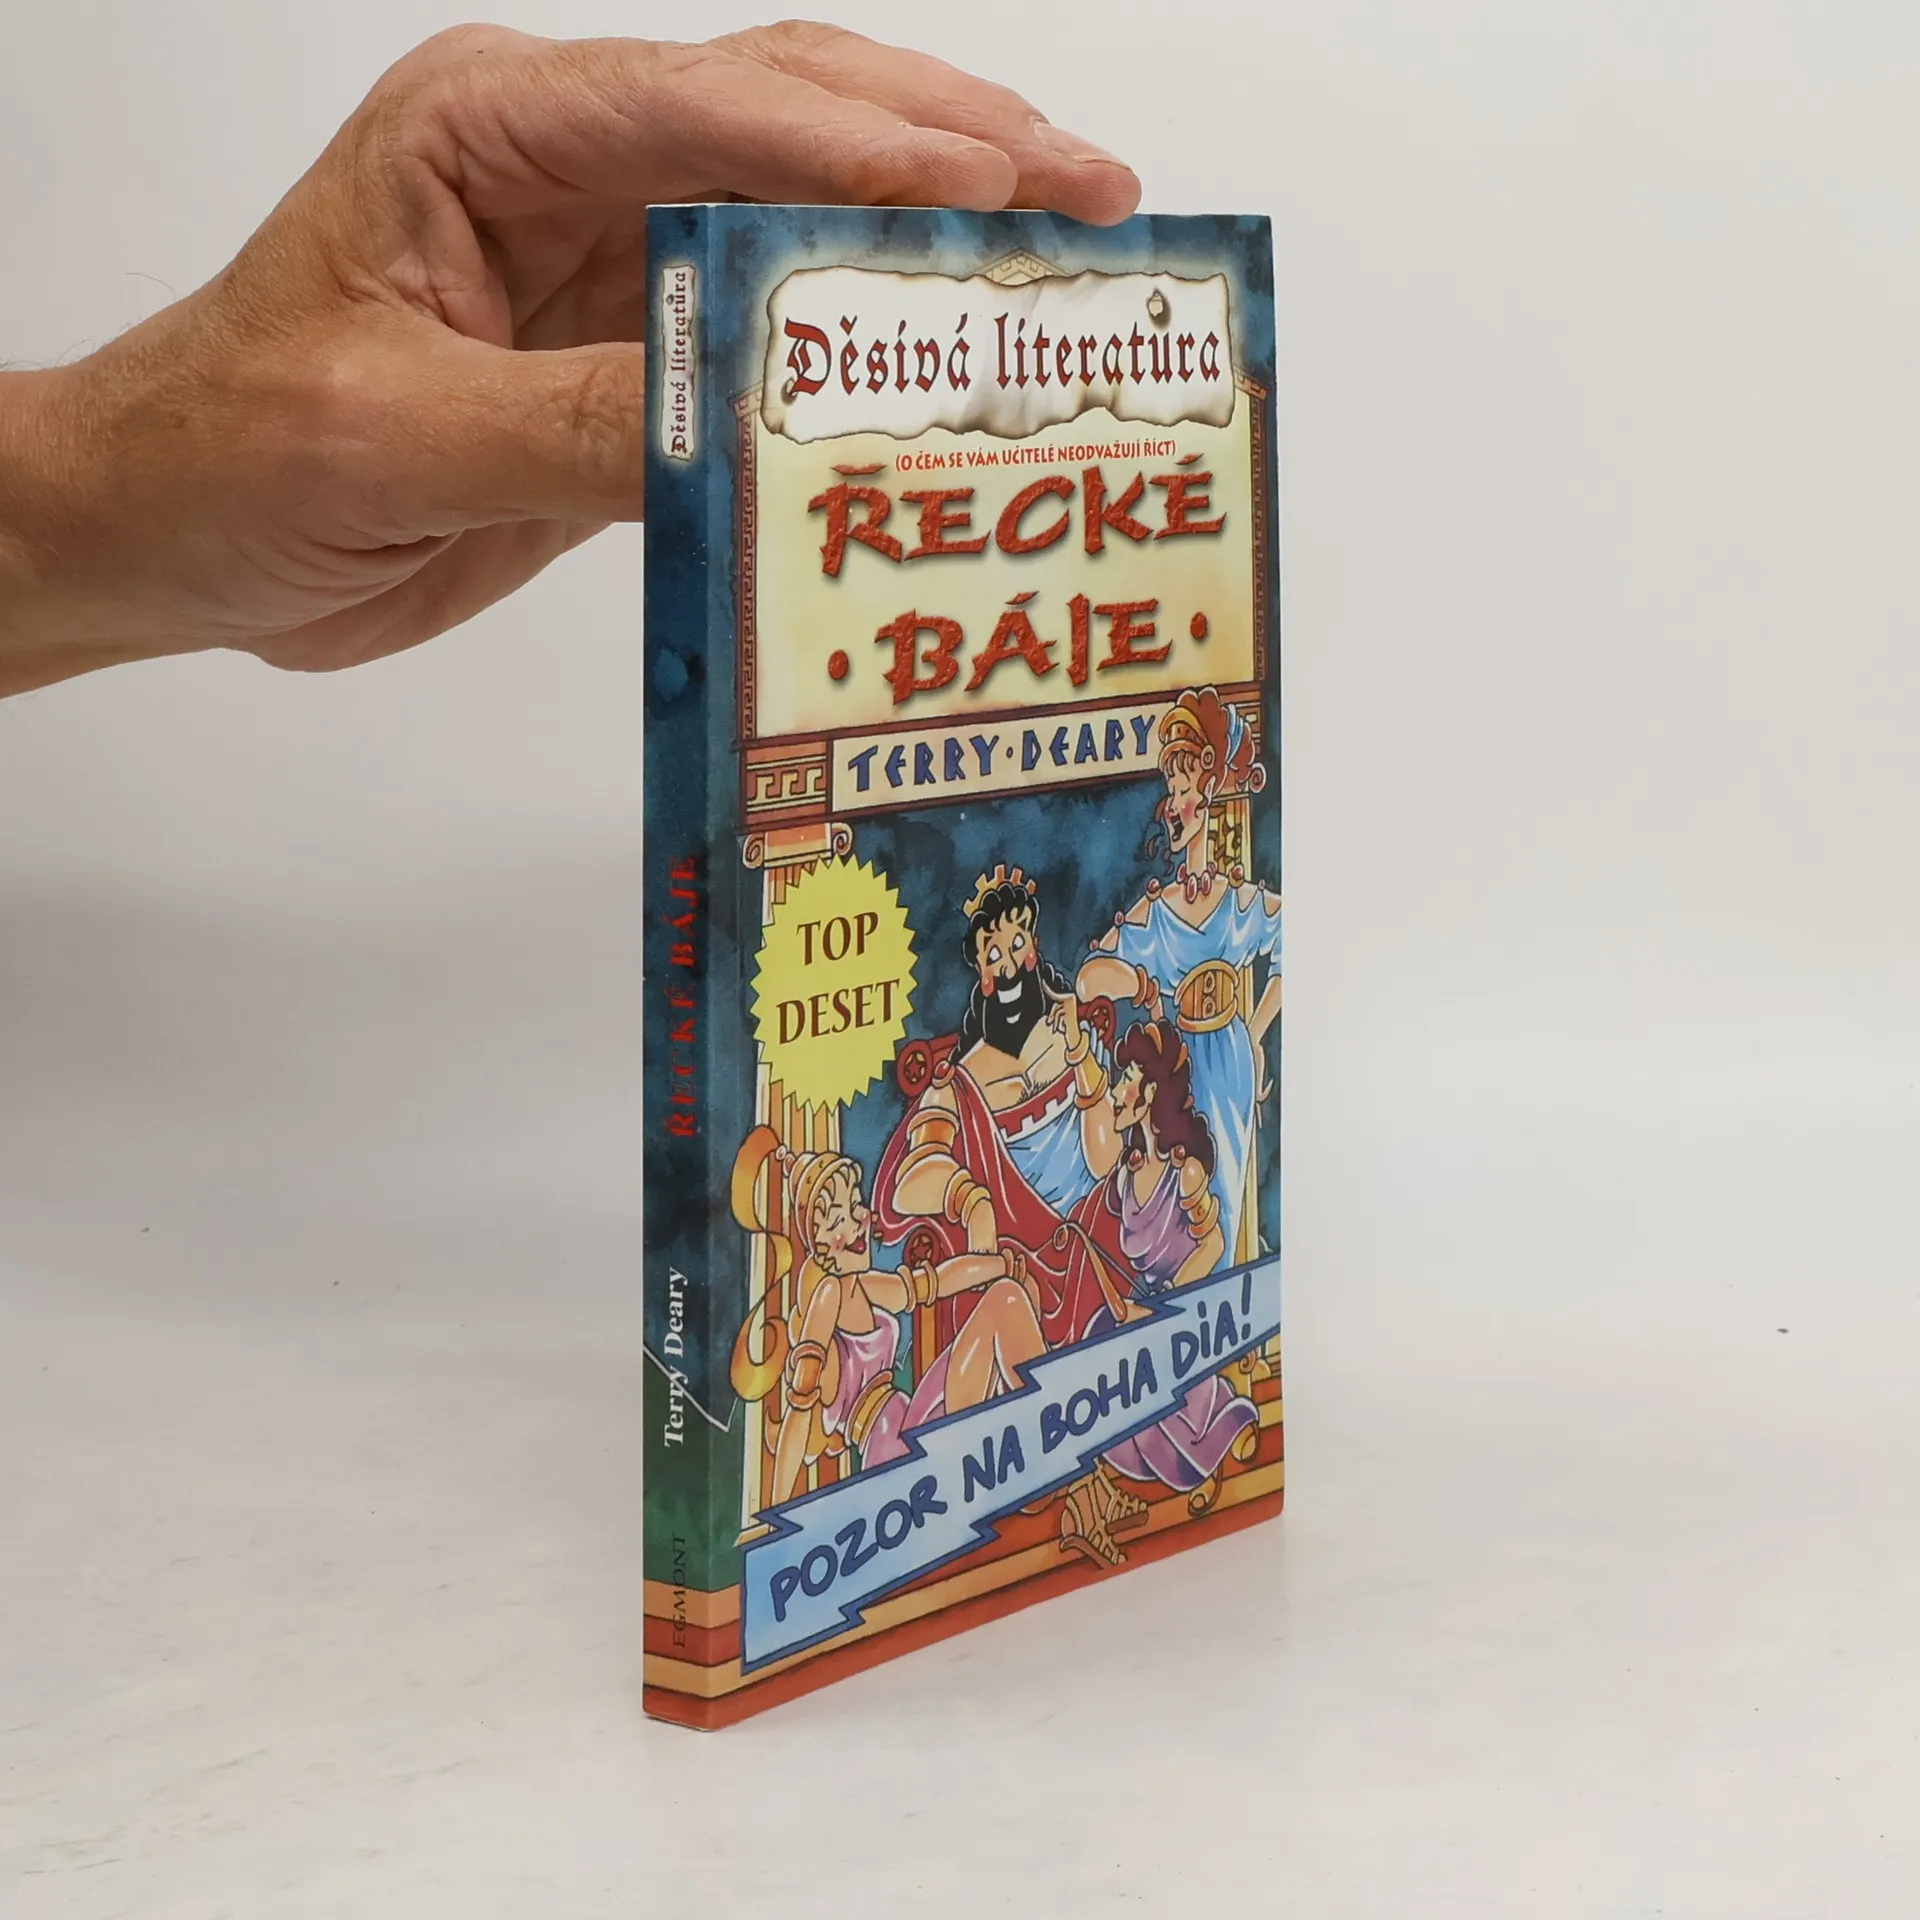 Děsivá literatura
(O ČEM SE VÁM UČITELÉ NEODVAŽUJÍ ŘÍCT)
ŘECKÉ
• BÁJE •
TERRY • DEARY
TOP
DESET
POZOR NA BOHA DIA!
Děsivá literatura
ŘECKÉ BÁJE
Terry Deary
EGMONT